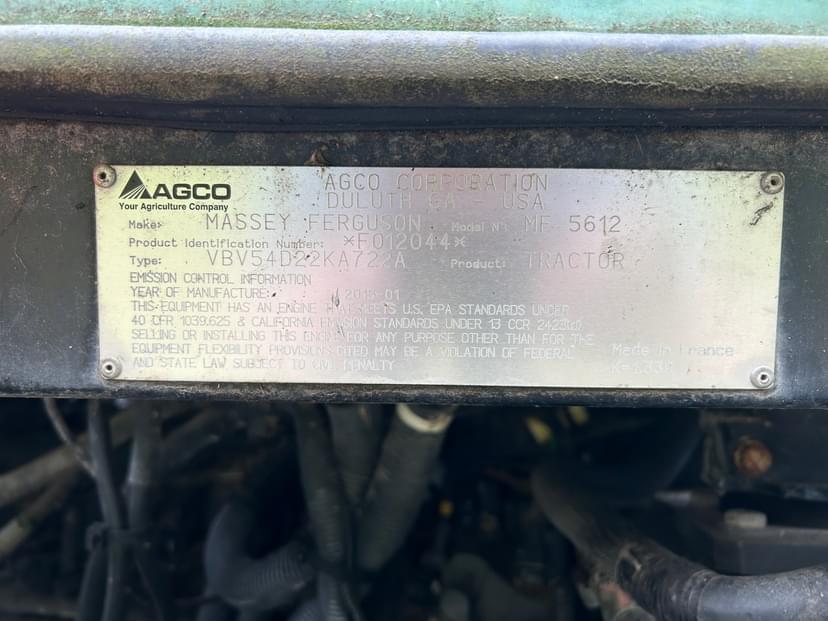 AGCO
Your Agriculture Company
AGCO CORPORATION
DULUTH GA. USA
Make: MASSEY FERGUSON Model Nº: MF 5612
Product Identification Number: *F012044*
Type: VBV54D22KA722A Product: TRACTOR
EMISSION CONTROL INFORMATION
YEAR OF MANUFACTURE: 2015-01
THIS EQUIPMENT HAS AN ENGINE THAT MEETS U.S. EPA STANDARDS UNDER
40 CFR 1039.625 & CALIFORNIA EMISSION STANDARDS UNDER 13 CCR 2423(d).
SELLING OR INSTALLING THIS ENGINE FOR ANY PURPOSE OTHER THAN FOR THE
EQUIPMENT FLEXIBILITY PROVISIONS CITED MAY BE A VIOLATION OF FEDERAL
AND STATE LAW SUBJECT TO CIVIL PENALTY
Made in France